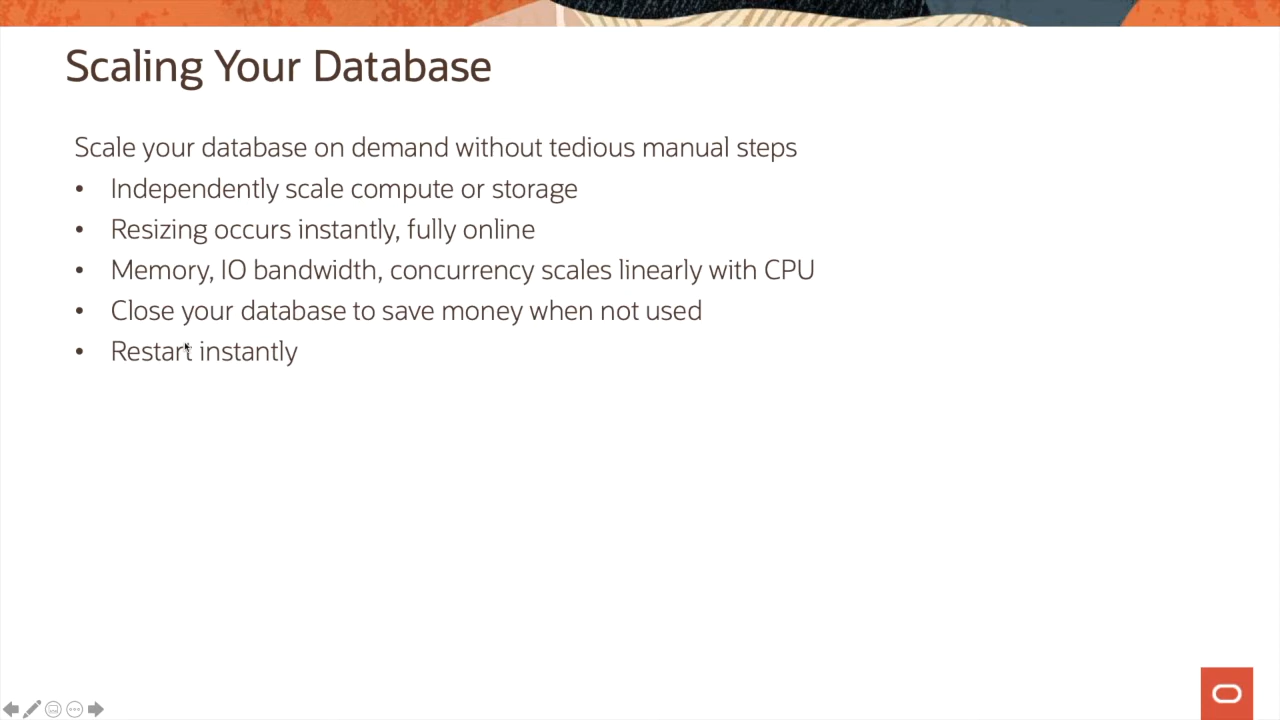 Scaling Your Database
Scale your database on demand without tedious manual steps
• Independently scale compute or storage
• Resizing occurs instantly, fully online
• Memory, IO bandwidth, concurrency scales linearly with CPU
• Close your database to save money when not used
• Restart instantly